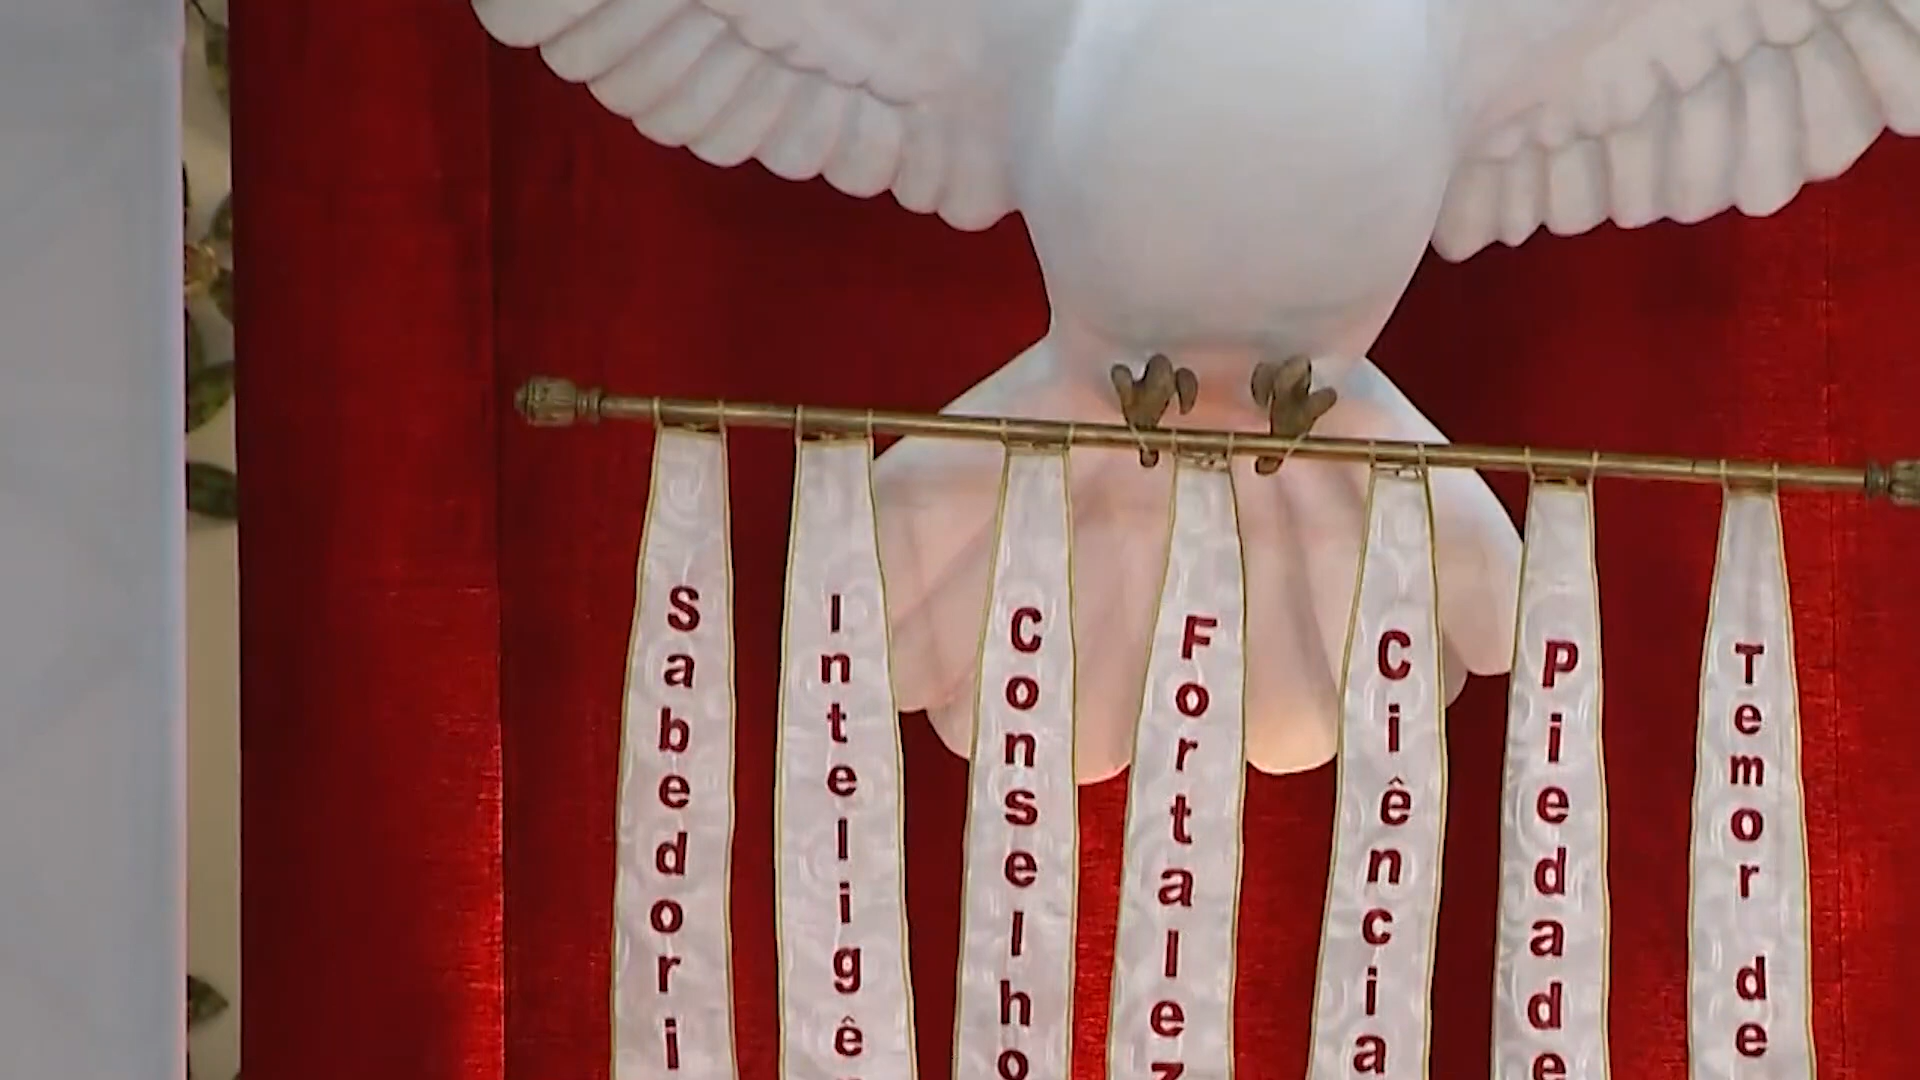 Sabedori
Inteligê
Conselho
Fortalez
Ciência
Piedade
Temor de